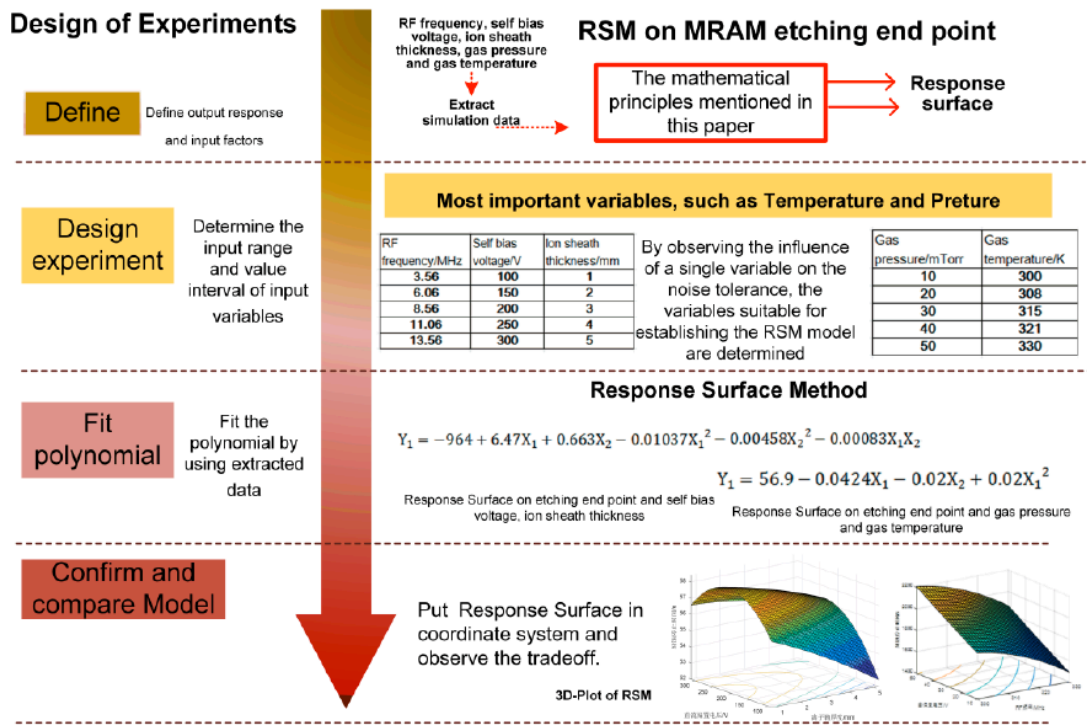 Design of Experiments
RF frequency, self bias
voltage, ion sheath
thickness, gas pressure
and gas temperature
RSM on MRAM etching end point
Define
Define output response
and input factors
Extract
simulation data
The mathematical
principles mentioned in
this paper
Response
surface
Design
experiment
Determine the
input range
and value
interval of input
variables
Most important variables, such as Temperature and Preture
RF
frequency/MHz
Self bias
voltage/V
Ion sheath
thickness/mm
3.56 100 1
6.06 150 2
8.56 200 3
11.06 250 4
13.56 300 5
By observing the influence
of a single variable on the
noise tolerance, the
variables suitable for
establishing the RSM model
are determined
Gas
pressure/mTorr
Gas
temperature/K
10 300
20 308
30 315
40 321
50 330
Response Surface Method
Fit
polynomial
Fit the
polynomial by
using extracted
data
Y₁ = −964 + 6.47X₁ + 0.663X₂ − 0.01037X₁² − 0.00458X₂² − 0.00083X₁X₂
Y₁ = 56.9 − 0.0424X₁ − 0.02X₂ + 0.02X₁²
Response Surface on etching end point and self bias
voltage, ion sheath thickness
Response Surface on etching end point and gas pressure
and gas temperature
Confirm and
compare Model
Put Response Surface in
coordinate system and
observe the tradeoff.
3D-Plot of RSM